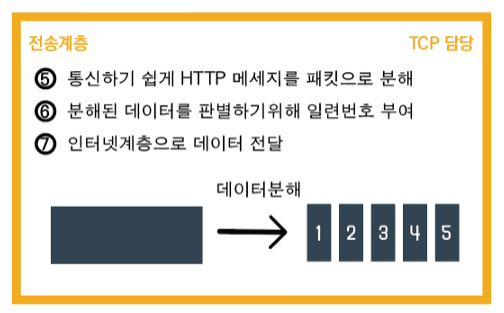 전송계층 TCP 담당
⑤ 통신하기 쉽게 HTTP 메세지를 패킷으로 분해
⑥ 분해된 데이터를 판별하기위해 일련번호 부여
⑦ 인터넷계층으로 데이터 전달
데이터분해
1 2 3 4 5